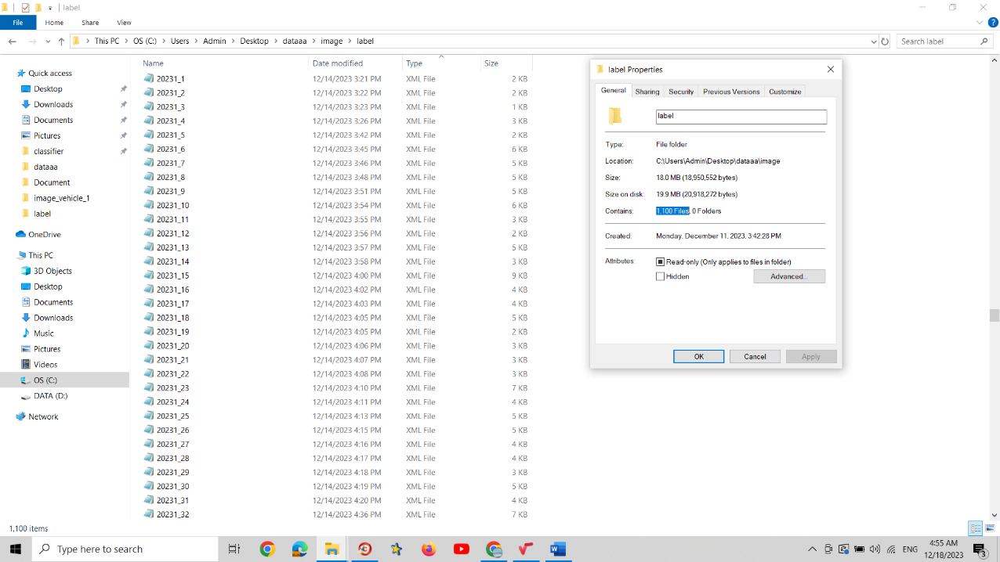 label
File Home Share View
This PC OS (C:) Users Admin Desktop dataaa image label
Search label
Quick access
Desktop
Downloads
Documents
Pictures
classifier
dataaa
Document
image_vehicle_1
label
OneDrive
This PC
3D Objects
Desktop
Documents
Downloads
Music
Pictures
Videos
OS (C:)
DATA (D:)
Network
Name Date modified Type Size
20231_1 12/14/2023 3:21 PM XML File 2 KB
20231_2 12/14/2023 3:22 PM XML File 2 KB
20231_3 12/14/2023 3:23 PM XML File 1 KB
20231_4 12/14/2023 3:26 PM XML File 3 KB
20231_5 12/14/2023 3:42 PM XML File 2 KB
20231_6 12/14/2023 3:45 PM XML File 6 KB
20231_7 12/14/2023 3:46 PM XML File 5 KB
20231_8 12/14/2023 3:48 PM XML File 5 KB
20231_9 12/14/2023 3:51 PM XML File 5 KB
20231_10 12/14/2023 3:54 PM XML File 6 KB
20231_11 12/14/2023 3:55 PM XML File 3 KB
20231_12 12/14/2023 3:56 PM XML File 2 KB
20231_13 12/14/2023 3:57 PM XML File 5 KB
20231_14 12/14/2023 3:58 PM XML File 3 KB
20231_15 12/14/2023 4:00 PM XML File 9 KB
20231_16 12/14/2023 4:02 PM XML File 4 KB
20231_17 12/14/2023 4:03 PM XML File 4 KB
20231_18 12/14/2023 4:05 PM XML File 5 KB
20231_19 12/14/2023 4:05 PM XML File 2 KB
20231_20 12/14/2023 4:06 PM XML File 3 KB
20231_21 12/14/2023 4:07 PM XML File 3 KB
20231_22 12/14/2023 4:08 PM XML File 3 KB
20231_23 12/14/2023 4:10 PM XML File 7 KB
20231_24 12/14/2023 4:11 PM XML File 4 KB
20231_25 12/14/2023 4:13 PM XML File 5 KB
20231_26 12/14/2023 4:15 PM XML File 5 KB
20231_27 12/14/2023 4:16 PM XML File 4 KB
20231_28 12/14/2023 4:17 PM XML File 4 KB
20231_29 12/14/2023 4:18 PM XML File 3 KB
20231_30 12/14/2023 4:19 PM XML File 5 KB
20231_31 12/14/2023 4:20 PM XML File 4 KB
20231_32 12/14/2023 4:36 PM XML File 7 KB
label Properties
General Sharing Security Previous Versions Customize
label
Type: File folder
Location: C:\Users\Admin\Desktop\dataaa\image
Size: 18.0 MB (18,950,552 bytes)
Size on disk: 19.9 MB (20,918,272 bytes)
Contains: 1,100 Files, 0 Folders
Created: Monday, December 11, 2023, 3:42:28 PM
Attributes: Read-only (Only applies to files in folder)
Hidden Advanced...
OK Cancel Apply
1,100 items
Type here to search
ENG
4:55 AM
12/18/2023
3